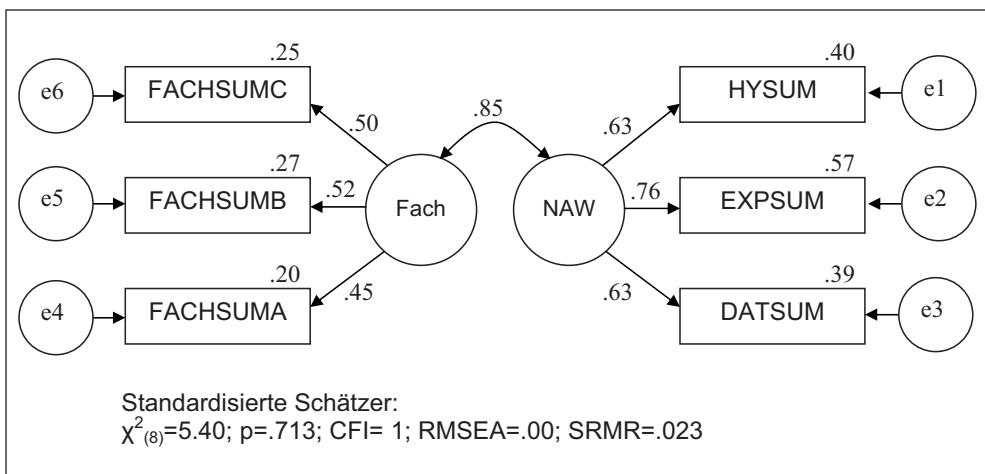 .25
.40
e6
FACHSUMC
.85
HYSUM
e1
.50
.63
.27
.57
e5
FACHSUMB
.52
Fach
NAW
.76
EXPSUM
e2
.20
.39
e4
FACHSUMA
.45
.63
DATSUM
e3
Standardisierte Schätzer:
χ²₍₈₎=5.40; p=.713; CFI= 1; RMSEA=.00; SRMR=.023